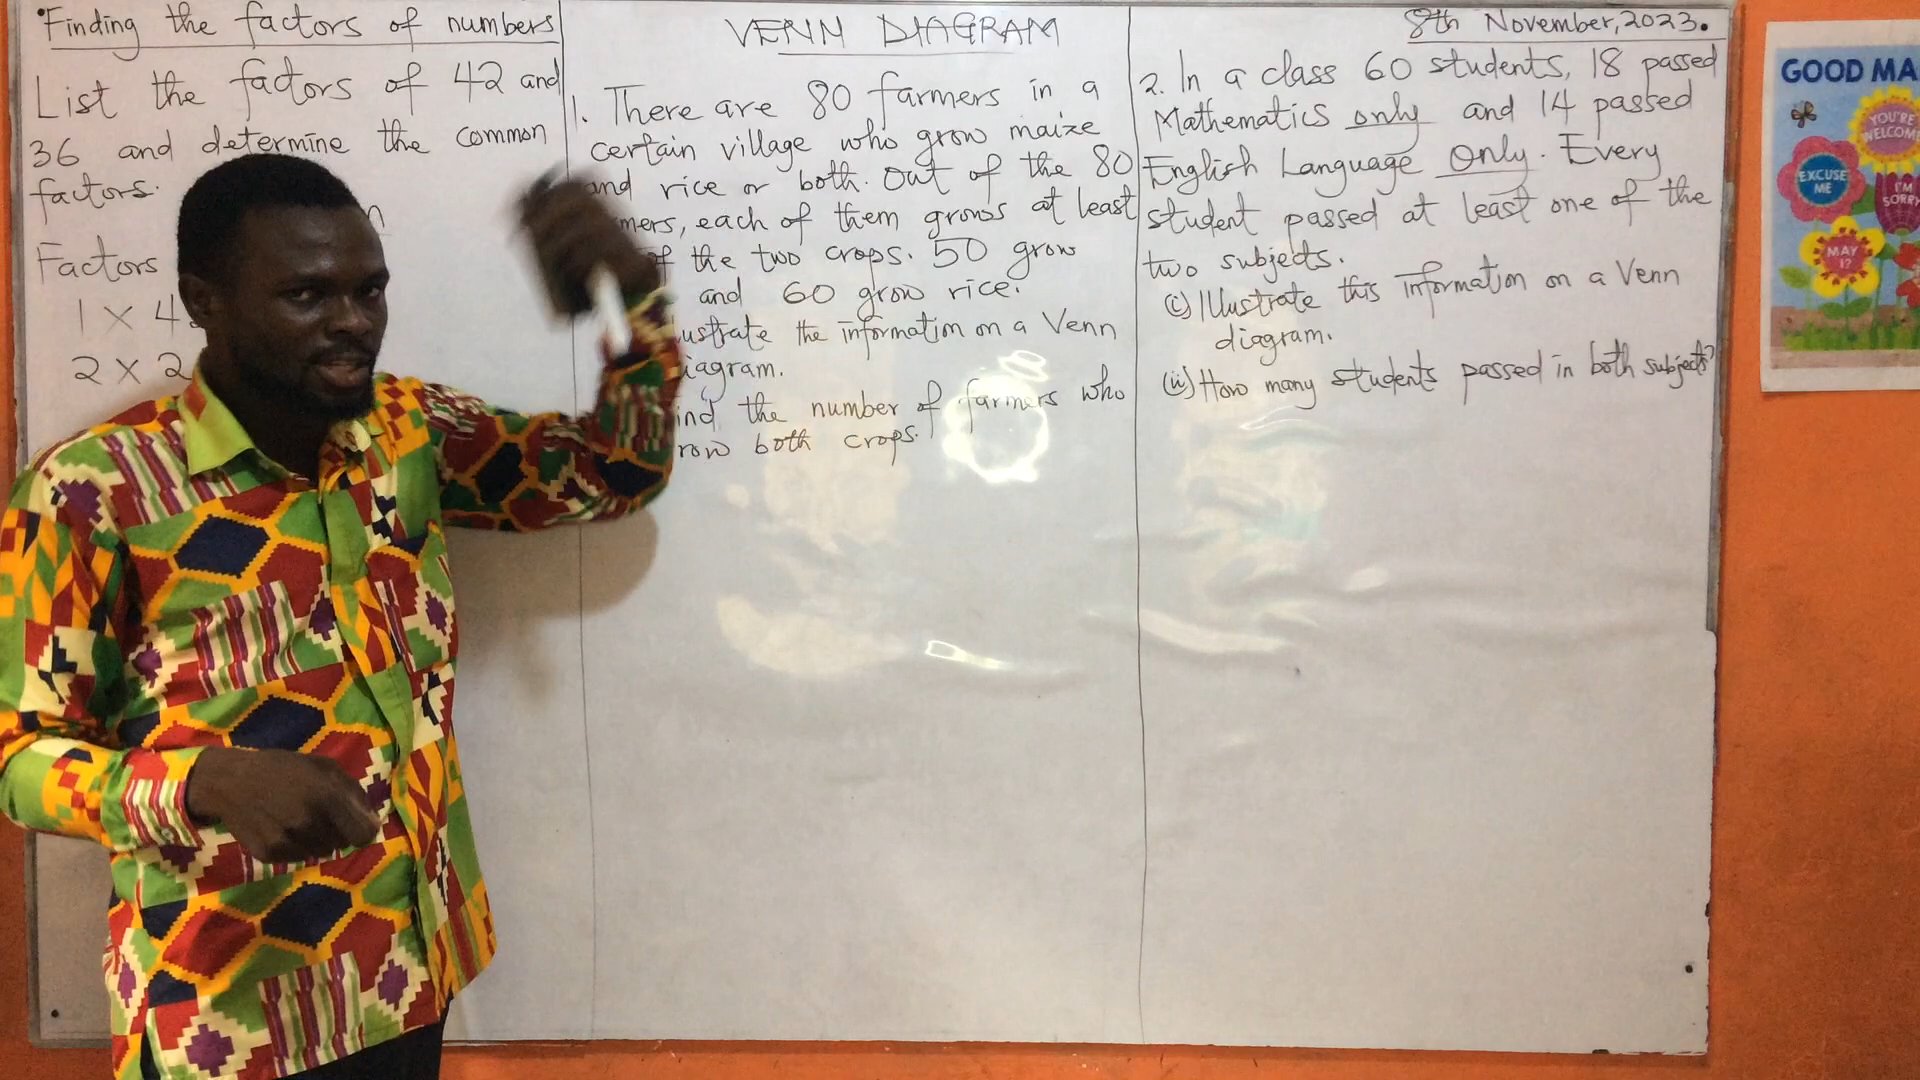 Finding the factors of numbers
List the factors of 42 and
36 and determine the common
factors.
Factors
1 × 4
2 × 2
VENN DIAGRAM
1. There are 80 farmers in a
certain village who grow maize
and rice or both. Out of the 80
mers, each of them grows at least
of the two crops. 50 grow
and 60 grow rice.
lustrate the information on a Venn
iagram.
ind the number of farmers who
row both crops.
8th November, 2023.
2. In a class 60 students, 18 passed
Mathematics only and 14 passed
English Language Only. Every
student passed at least one of the
two subjects.
(i) Illustrate this information on a Venn
diagram.
(ii) How many students passed in both subjects?
GOOD MA
YOU'RE
WELCOM
EXCUSE
ME
I'M
SORRY
MAY
I?